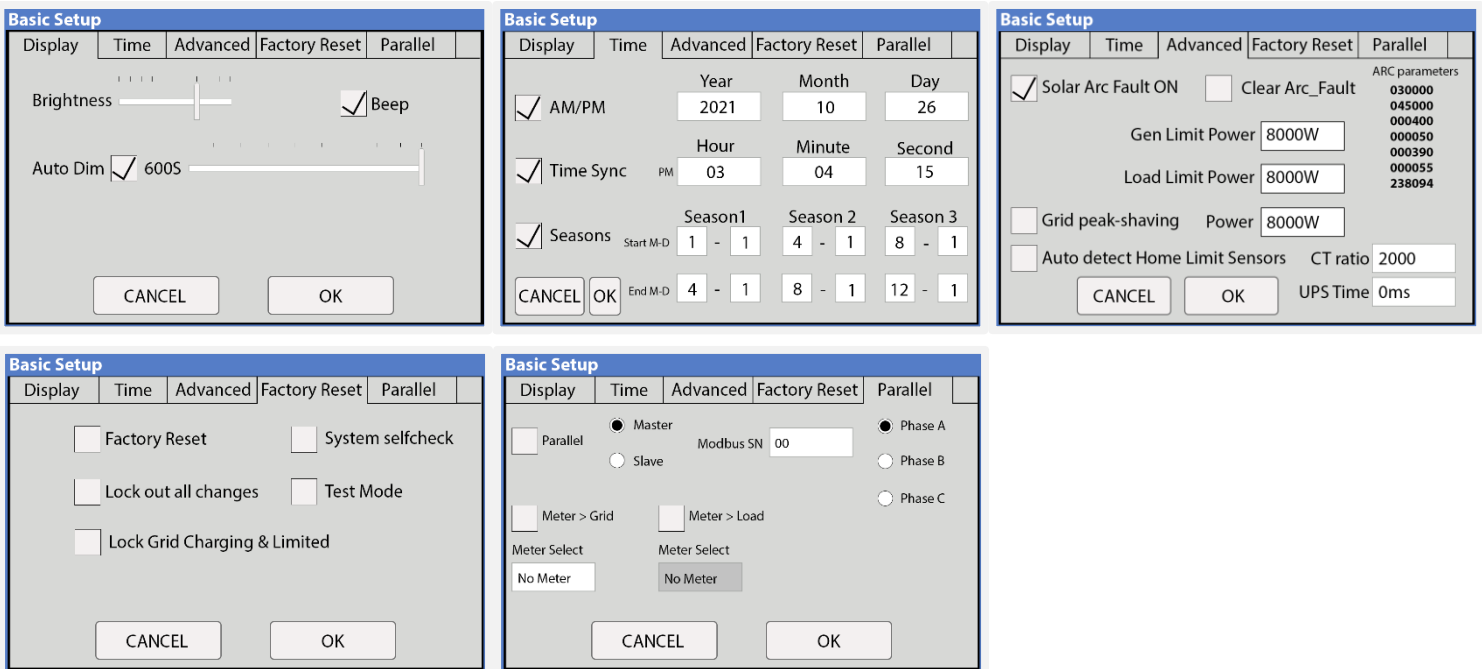 Basic Setup
Display Time Advanced Factory Reset Parallel
Brightness Beep
Auto Dim 600S
CANCEL OK
Basic Setup
Display Time Advanced Factory Reset Parallel
Year Month Day
AM/PM 2021 10 26
Hour Minute Second
Time Sync PM 03 04 15
Season1 Season 2 Season 3
Seasons Start M-D 1 - 1 4 - 1 8 - 1
CANCEL OK End M-D 4 - 1 8 - 1 12 - 1
Basic Setup
Display Time Advanced Factory Reset Parallel
ARC parameters
Solar Arc Fault ON Clear Arc_Fault 030000
045000
000400
Gen Limit Power 8000W 000050
000390
000055
Load Limit Power 8000W 238094
Grid peak-shaving Power 8000W
Auto detect Home Limit Sensors CT ratio 2000
CANCEL OK UPS Time 0ms
Basic Setup
Display Time Advanced Factory Reset Parallel
Factory Reset System selfcheck
Lock out all changes Test Mode
Lock Grid Charging & Limited
CANCEL OK
Basic Setup
Display Time Advanced Factory Reset Parallel
Master Phase A
Parallel Modbus SN 00
Slave Phase B
Phase C
Meter > Grid Meter > Load
Meter Select Meter Select
No Meter No Meter
CANCEL OK